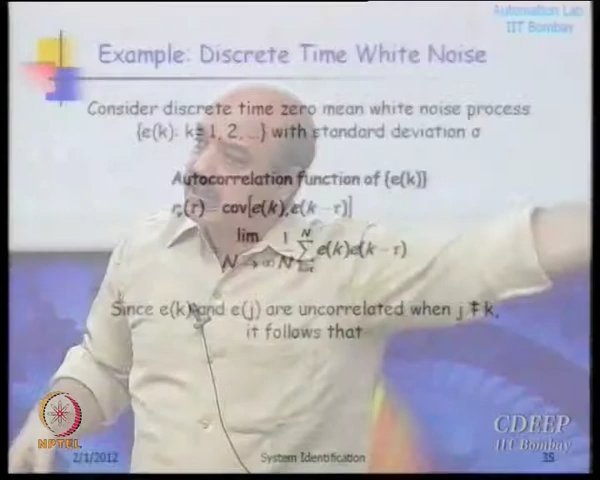 Automation Lab
IIT Bombay
Example: Discrete Time White Noise
Consider discrete time zero mean white noise process
{e(k): k = 1, 2, ...} with standard deviation σ
Autocorrelation function of {e(k)}
r (τ) cov[e(k), e(k − τ)]
lim 1/N Σ e(k)e(k − τ)
N → ∞
Since e(k) and e(j) are uncorrelated when j ≠ k,
it follows that
NPTEL
CDEEP
IIT Bombay
2/1/2012
System Identification
35